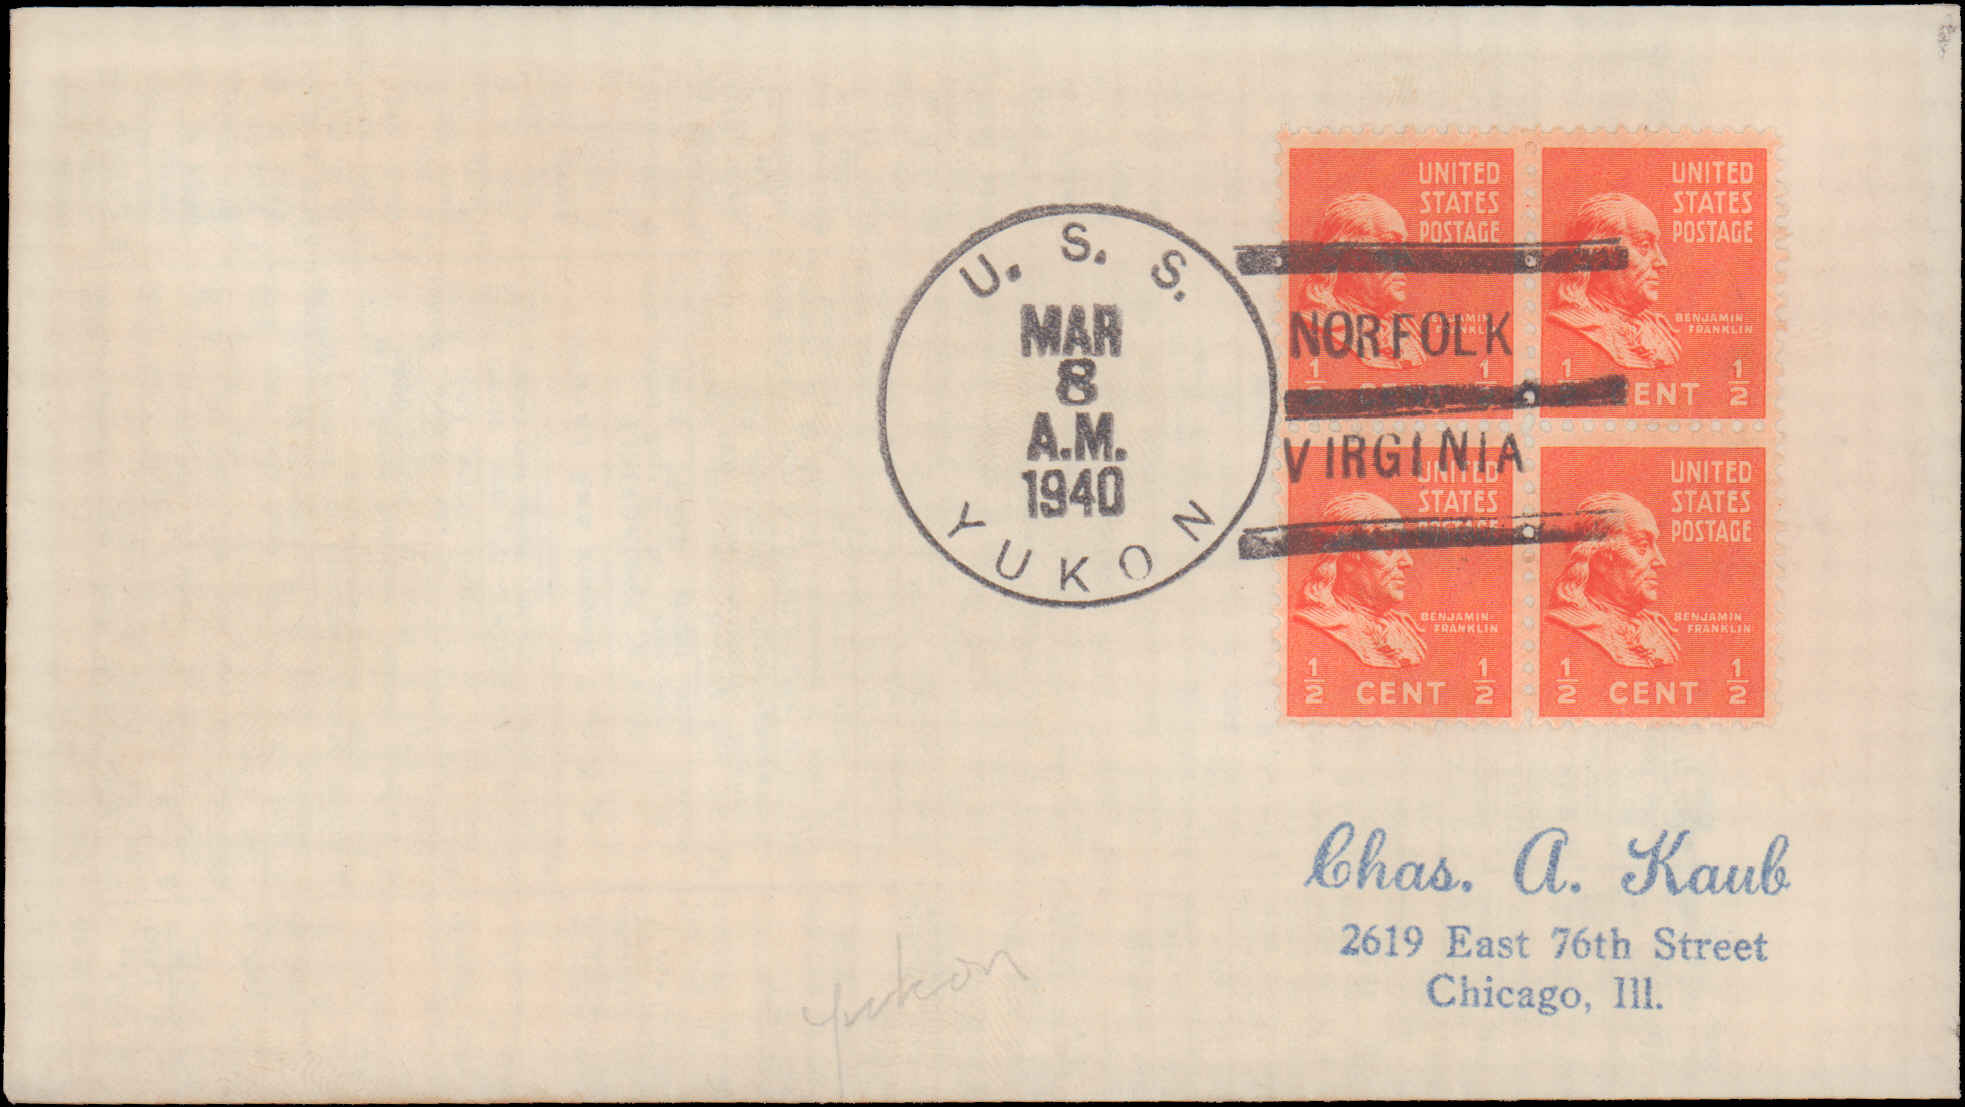 U. S. S.
MAR
8
A.M.
1940
YUKON
NORFOLK
VIRGINIA
UNITED
STATES
POSTAGE
BENJAMIN
FRANKLIN
1/2 CENT 1/2
UNITED
STATES
POSTAGE
BENJAMIN
FRANKLIN
1/2 CENT 1/2
UNITED
STATES
POSTAGE
BENJAMIN
FRANKLIN
1/2 CENT 1/2
UNITED
STATES
POSTAGE
BENJAMIN
FRANKLIN
1/2 CENT 1/2
Chas. A. Kaub
2619 East 76th Street
Chicago, Ill.
yukon